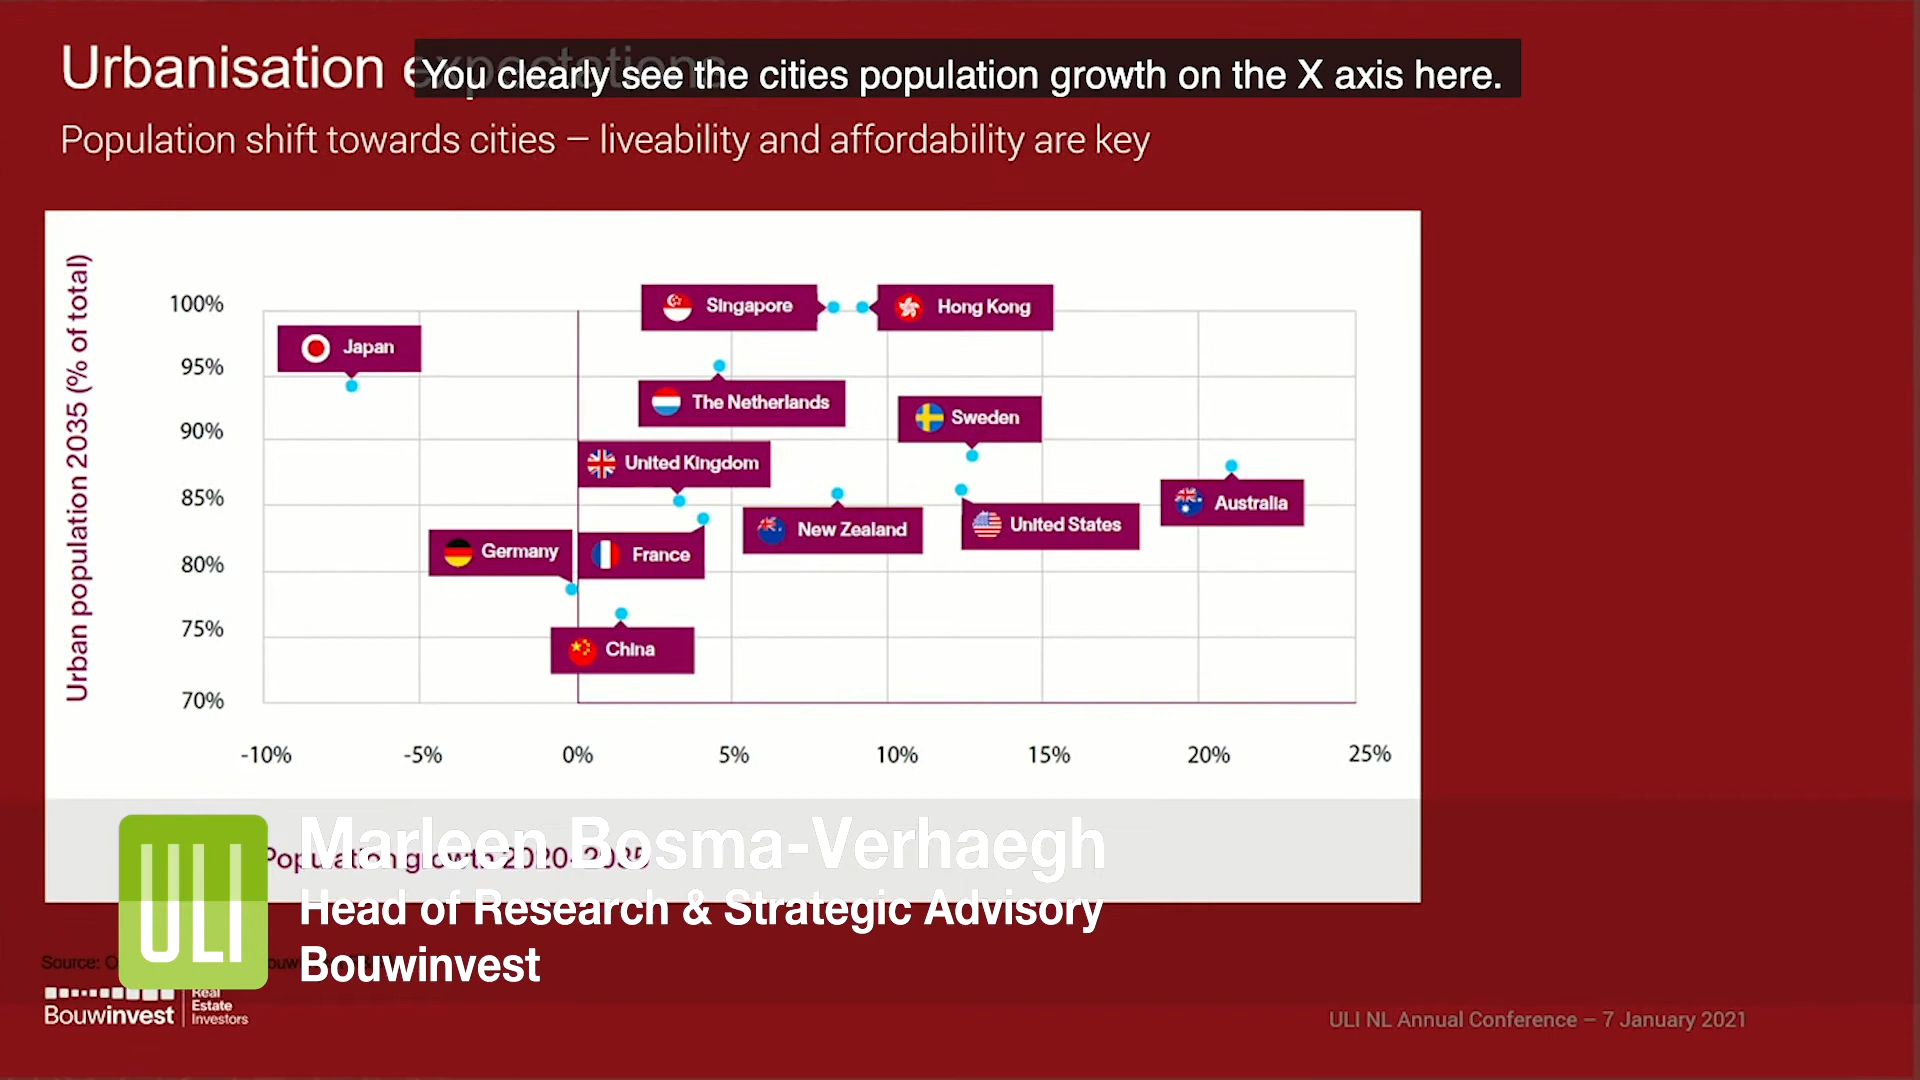 Urbanisation
You clearly see the cities population growth on the X axis here.
Population shift towards cities – liveability and affordability are key
Urban population 2035 (% of total)
100%
95%
90%
85%
80%
75%
70%
Singapore
Hong Kong
Japan
The Netherlands
Sweden
United Kingdom
Australia
New Zealand
United States
Germany
France
China
-10%
-5%
0%
5%
10%
15%
20%
25%
Population growth 2020-2035
ULI
Marleen Bosma-Verhaegh
Head of Research & Strategic Advisory
Bouwinvest
Source:
Bouwinvest
Real
Estate
Investors
ULI NL Annual Conference – 7 January 2021